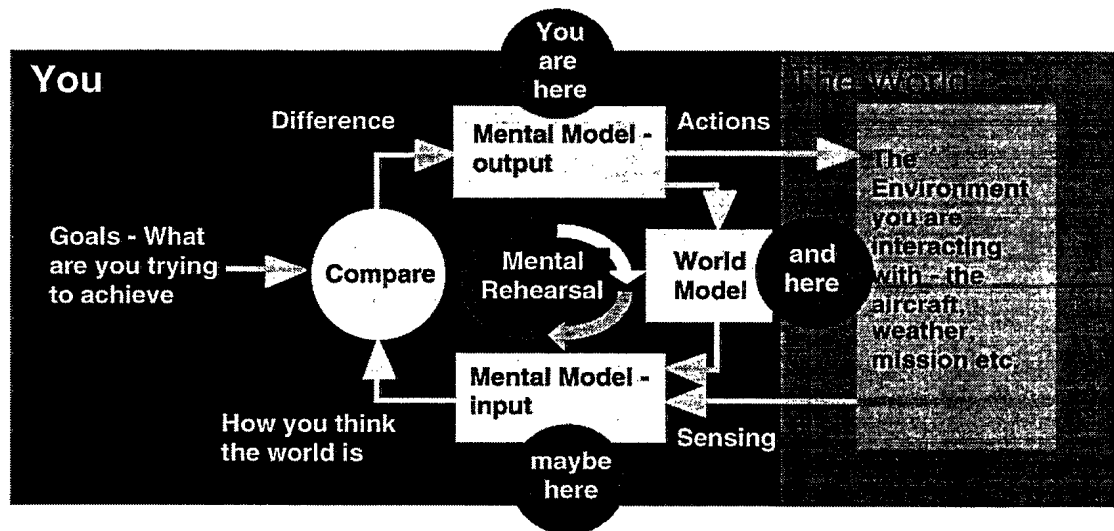 You
are
here
You
The world
Difference
Mental Model -
output
Actions
The
Environment
you are
interacting
with - the
aircraft,
weather,
mission etc.
Goals - What
are you trying
to achieve
Compare
Mental
Rehearsal
World
Model
and
here
Mental Model -
input
How you think
the world is
Sensing
maybe
here